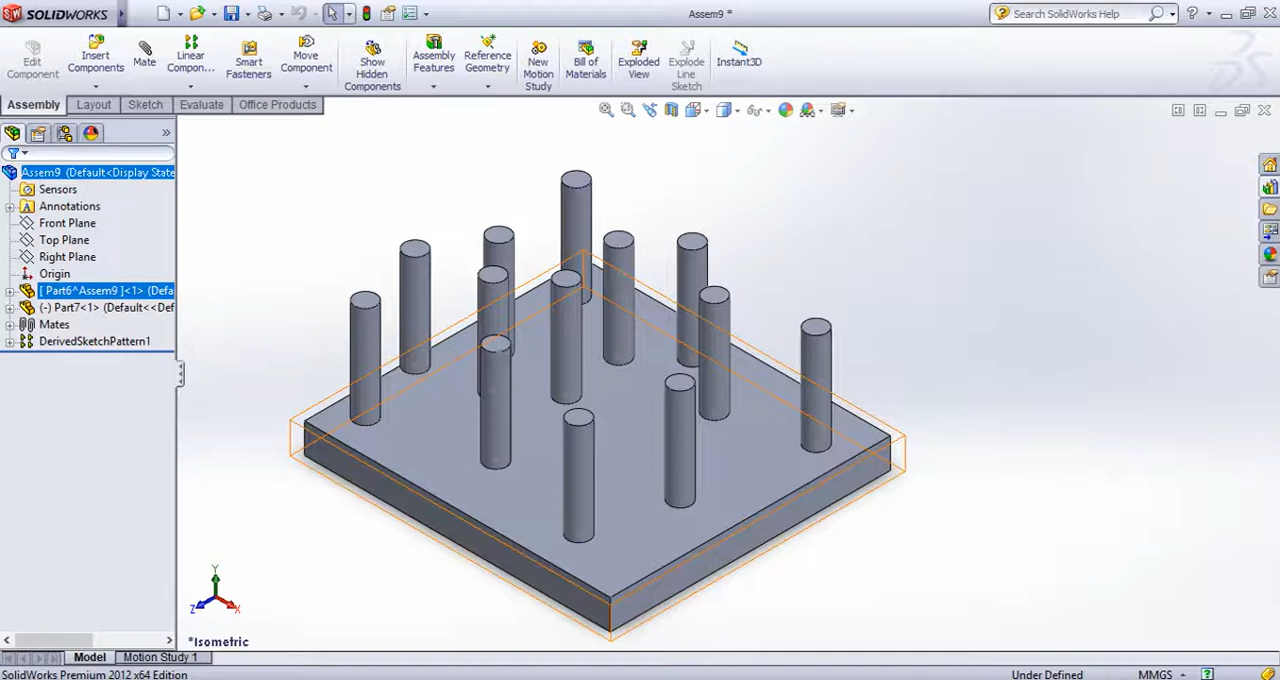 SOLIDWORKS
Assem9 *
Search SolidWorks Help
Edit Component
Insert Components
Mate
Linear Compon...
Smart Fasteners
Move Component
Show Hidden Components
Assembly Features
Reference Geometry
New Motion Study
Bill of Materials
Exploded View
Explode Line Sketch
Instant3D
Assembly
Layout
Sketch
Evaluate
Office Products
Assem9 (Default<Display State
Sensors
Annotations
Front Plane
Top Plane
Right Plane
Origin
[ Part6^Assem9 ]<1> (Defa
(-) Part7<1> (Default<<Def
Mates
DerivedSketchPattern1
Y
Z
X
*Isometric
Model
Motion Study 1
SolidWorks Premium 2012 x64 Edition
Under Defined
MMGS